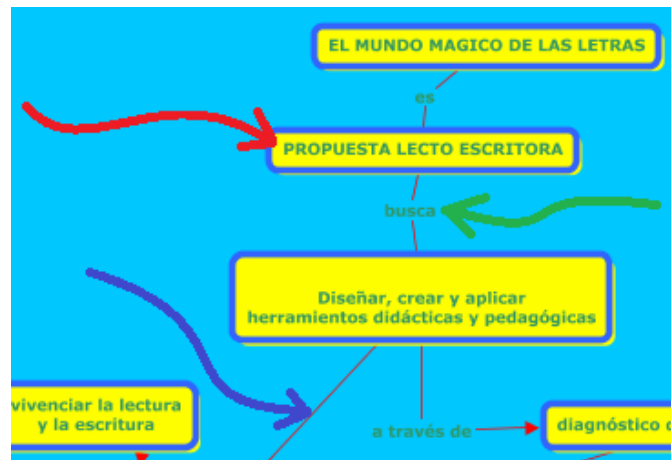 EL MUNDO MAGICO DE LAS LETRAS
es
PROPUESTA LECTO ESCRITORA
busca
Diseñar, crear y aplicar
herramientos didácticas y pedagógicas
vivenciar la lectura
y la escritura
a través de
diagnóstico